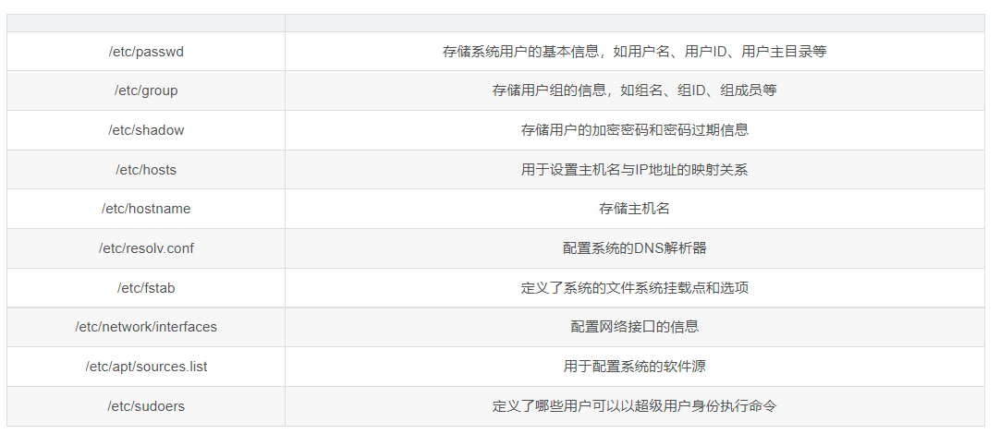 /etc/passwd 存储系统用户的基本信息，如用户名、用户ID、用户主目录等
/etc/group 存储用户组的信息，如组名、组ID、组成员等
/etc/shadow 存储用户的加密密码和密码过期信息
/etc/hosts 用于设置主机名与IP地址的映射关系
/etc/hostname 存储主机名
/etc/resolv.conf 配置系统的DNS解析器
/etc/fstab 定义了系统的文件系统挂载点和选项
/etc/network/interfaces 配置网络接口的信息
/etc/apt/sources.list 用于配置系统的软件源
/etc/sudoers 定义了哪些用户可以以超级用户身份执行命令